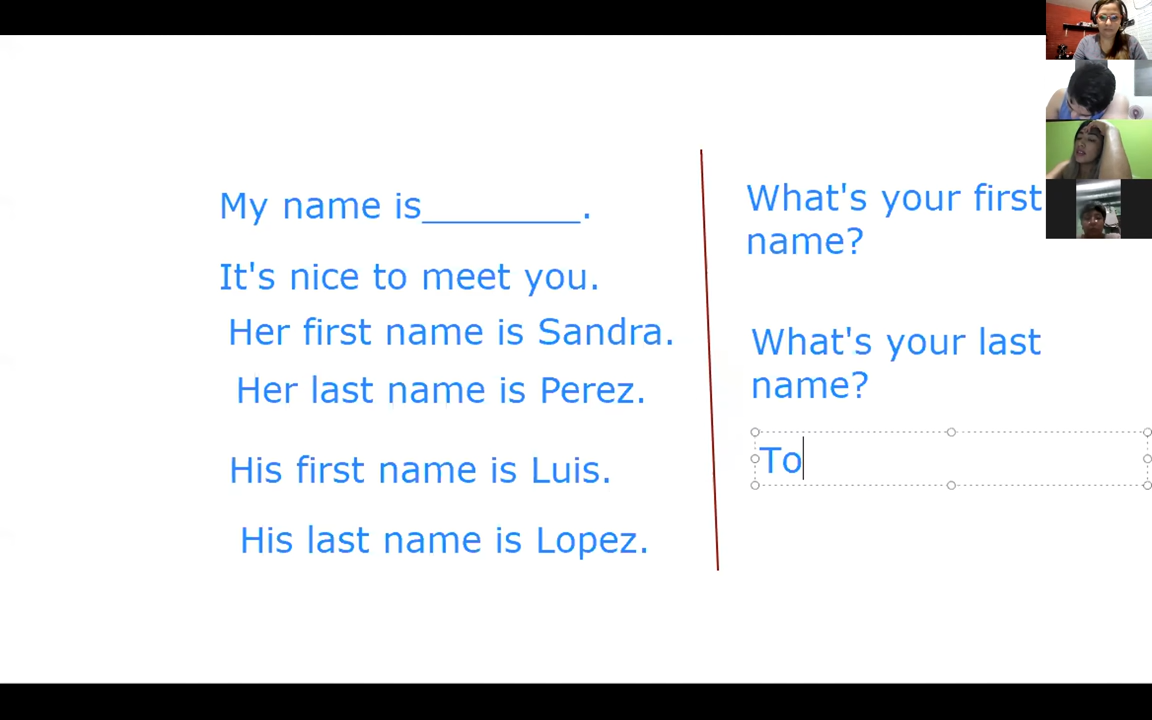 My name is________.
It's nice to meet you.
Her first name is Sandra.
Her last name is Perez.
His first name is Luis.
His last name is Lopez.
What's your first
name?
What's your last
name?
To